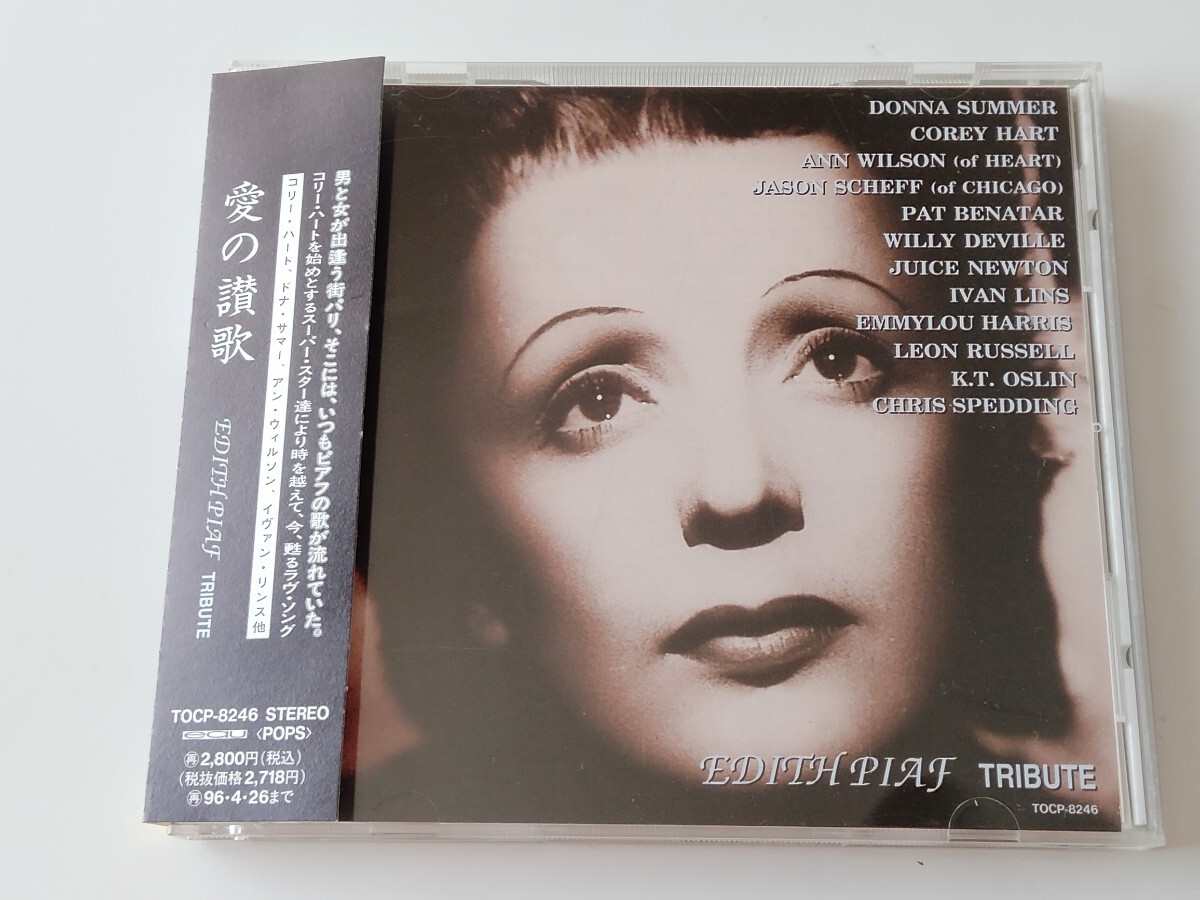 愛の讃歌
EDITH PIAF TRIBUTE
男と女が出逢う街パリ、そこには、いつもピアフの歌が流れていた。
コリー・ハートを始めとするスーパー・スター達により時を越えて、今、甦るラヴ・ソング
コリー・ハート、ドナ・サマー、アン・ウィルソン、イヴァン・リンス他
TOCP-8246 STEREO
eau 〈POPS〉
㊑2,800円(税込)
(税抜価格2,718円)
㊑96・4・26まで
DONNA SUMMER
COREY HART
ANN WILSON (of HEART)
JASON SCHEFF (of CHICAGO)
PAT BENATAR
WILLY DEVILLE
JUICE NEWTON
IVAN LINS
EMMYLOU HARRIS
LEON RUSSELL
K.T. OSLIN
CHRIS SPEDDING
EDITH PIAF TRIBUTE
TOCP-8246